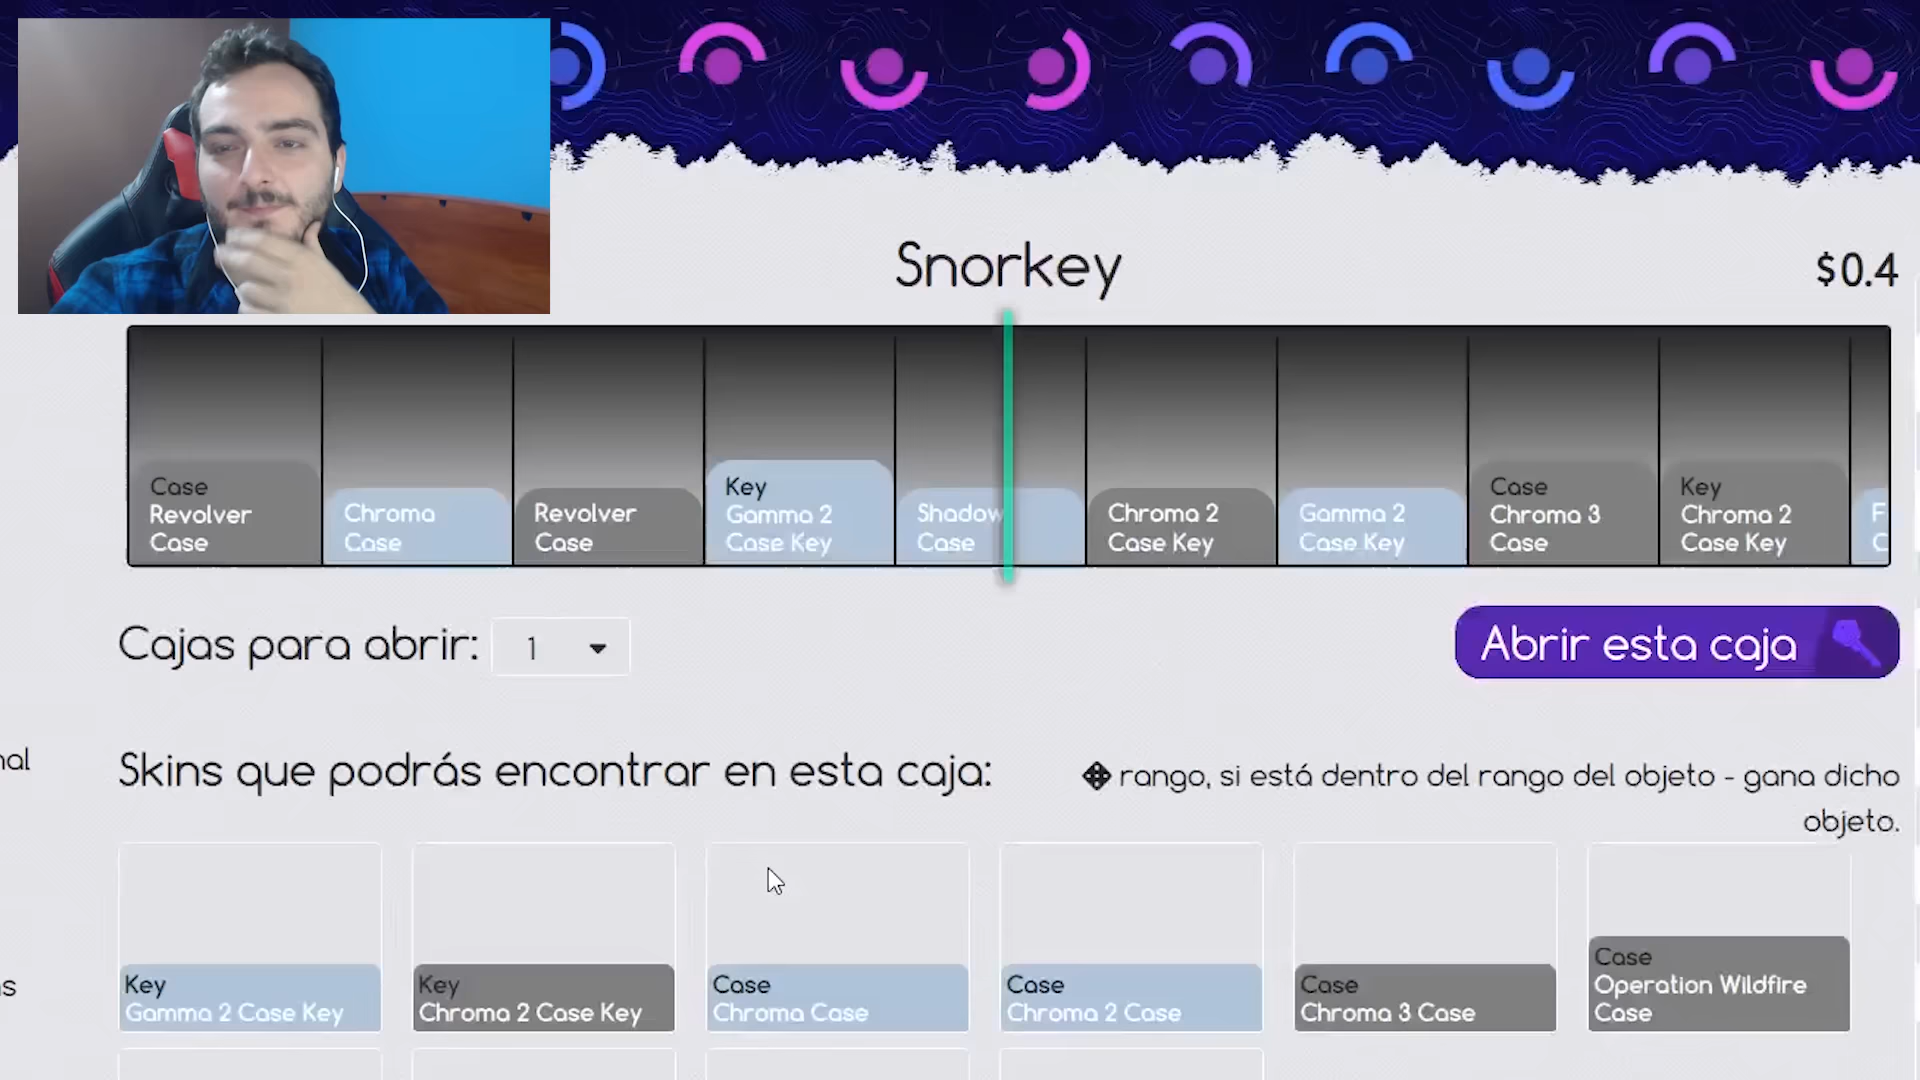 Snorkey
$0.4
Case
Revolver
Case
Chroma
Case
Revolver
Case
Key
Gamma 2
Case Key
Shadow
Case
Chroma 2
Case Key
Gamma 2
Case Key
Case
Chroma 3
Case
Key
Chroma 2
Case Key
F
C
Cajas para abrir: 1
Abrir esta caja
nal
Skins que podrás encontrar en esta caja:
rango, si está dentro del rango del objeto - gana dicho
objeto.
s
Key
Gamma 2 Case Key
Key
Chroma 2 Case Key
Case
Chroma Case
Case
Chroma 2 Case
Case
Chroma 3 Case
Case
Operation Wildfire
Case